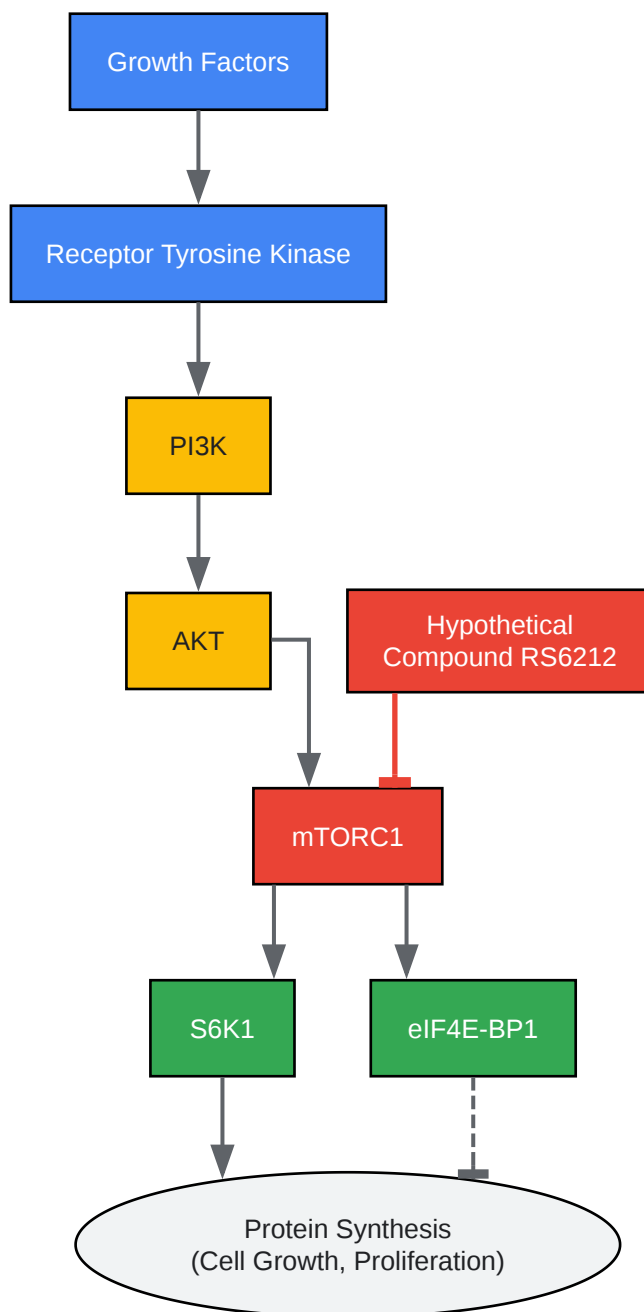 Growth Factors
Receptor Tyrosine Kinase
PI3K
AKT
Hypothetical
Compound RS6212
mTORC1
S6K1
eIF4E-BP1
Protein Synthesis
(Cell Growth, Proliferation)